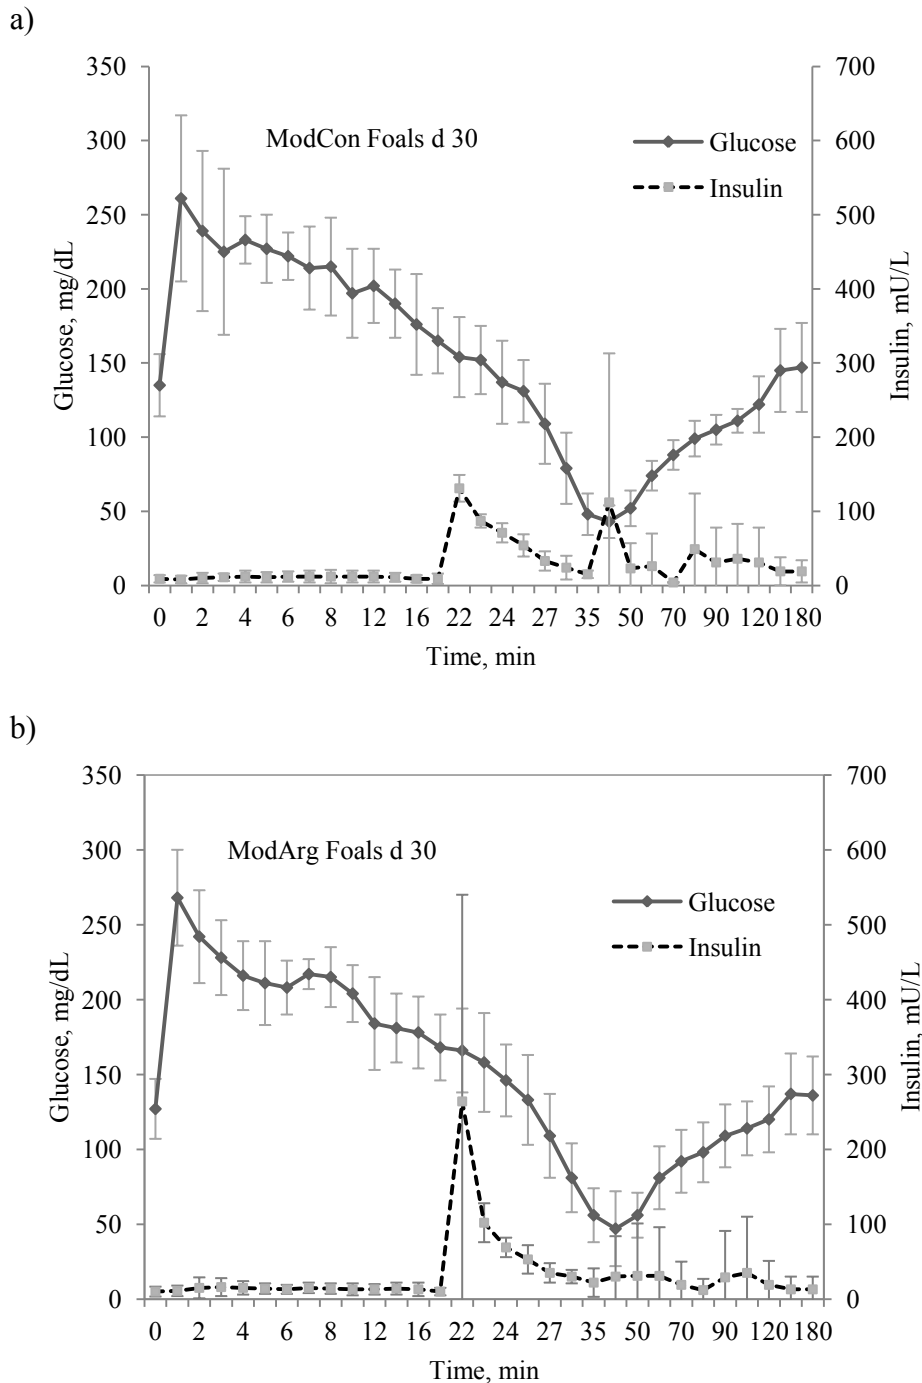 a)
350
300
250
200
150
100
50
0
Glucose, mg/dL
700
600
500
400
300
200
100
0
Insulin, mU/L
ModCon Foals d 30
Glucose
Insulin
0 2 4 6 8 12 16 22 24 27 35 50 70 90 120 180
Time, min
b)
350
300
250
200
150
100
50
0
Glucose, mg/dL
700
600
500
400
300
200
100
0
Insulin, mU/L
ModArg Foals d 30
Glucose
Insulin
0 2 4 6 8 12 16 22 24 27 35 50 70 90 120 180
Time, min